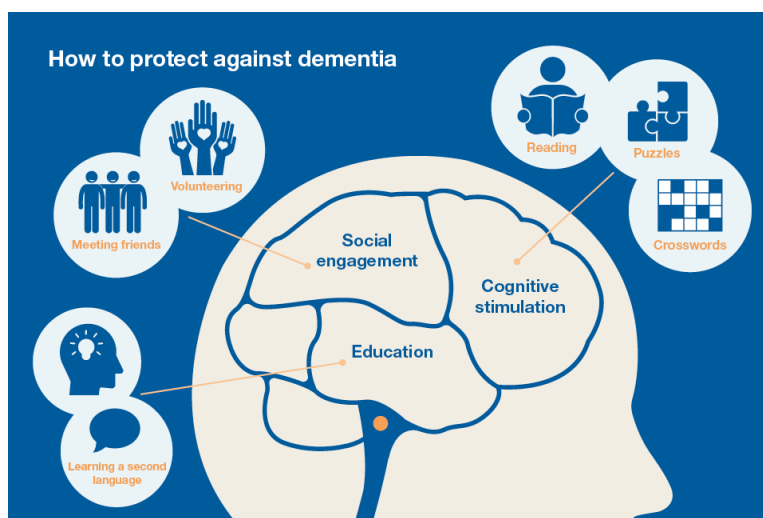 How to protect against dementia
Volunteering
Meeting friends
Reading
Puzzles
Crosswords
Social
engagement
Cognitive
stimulation
Education
Learning a second
language